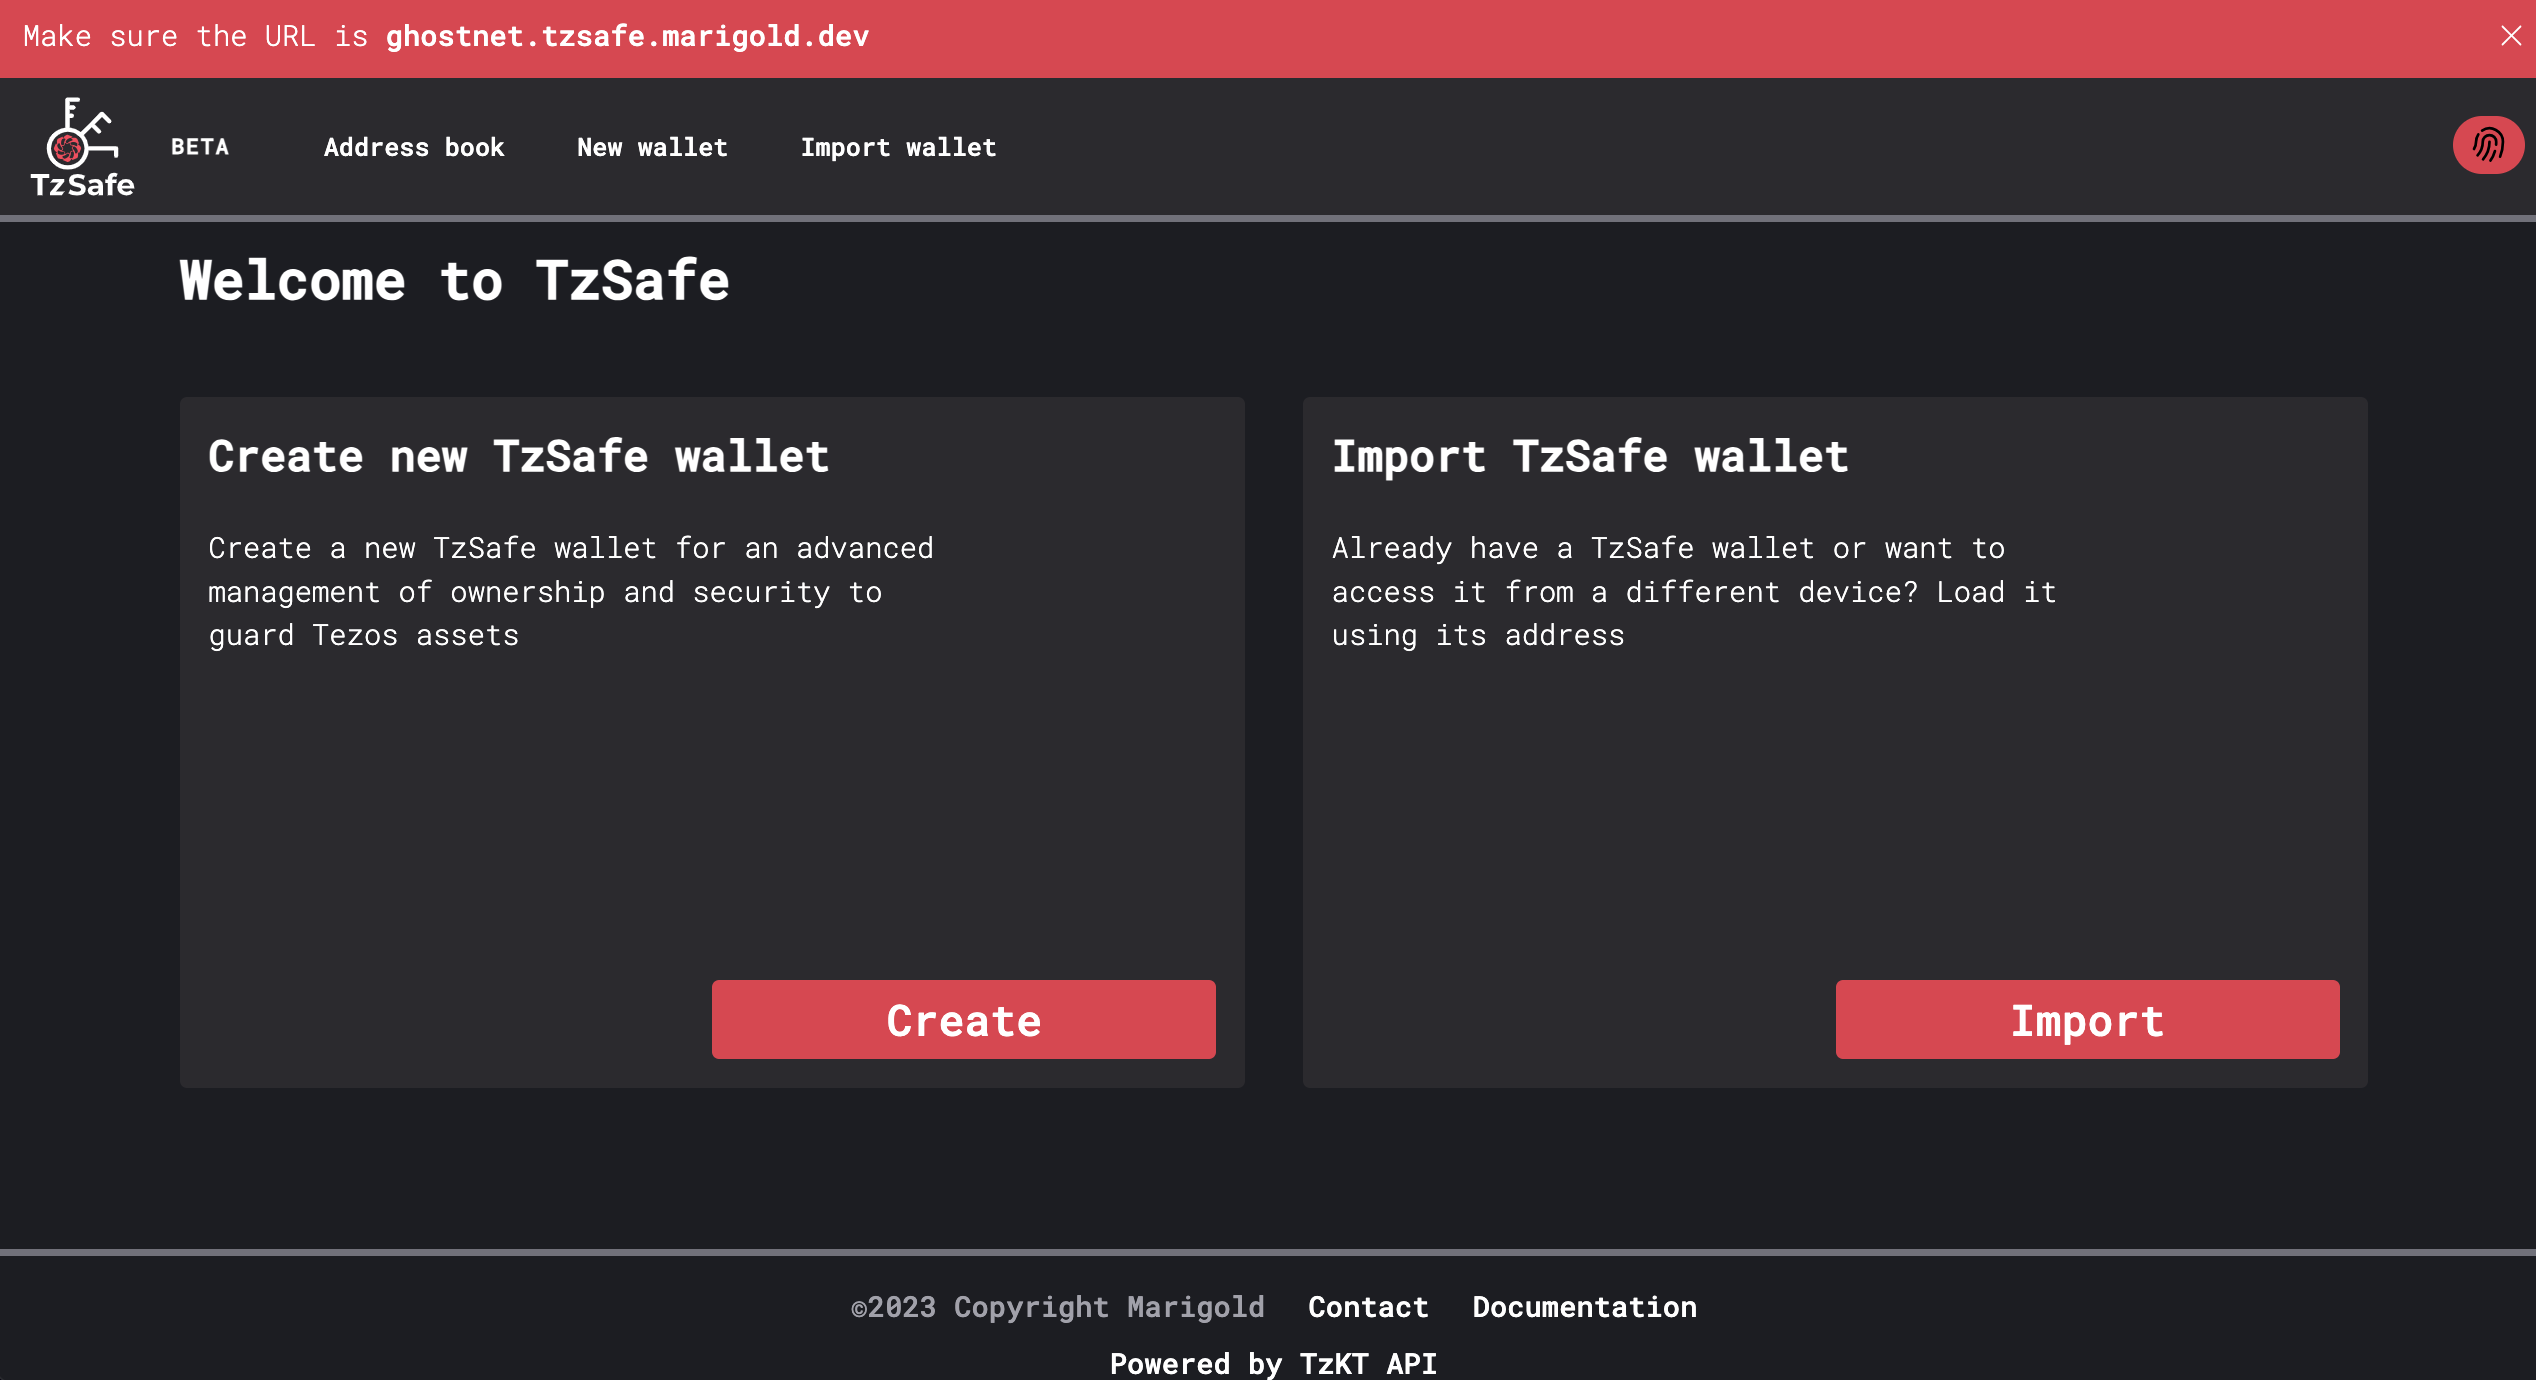 Make sure the URL is ghostnet.tzsafe.marigold.dev
TzSafe
BETA
Address book
New wallet
Import wallet
Welcome to TzSafe
Create new TzSafe wallet
Create a new TzSafe wallet for an advanced
management of ownership and security to
guard Tezos assets
Create
Import TzSafe wallet
Already have a TzSafe wallet or want to
access it from a different device? Load it
using its address
Import
©2023 Copyright Marigold
Contact
Documentation
Powered by TzKT API